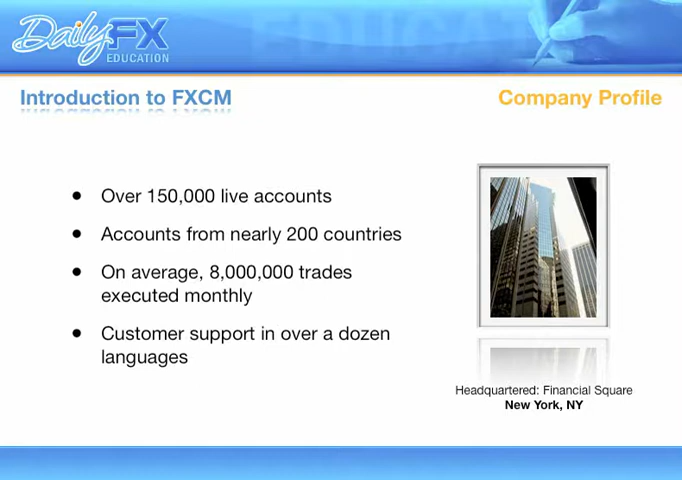 DailyFX
EDUCATION
EDUCAT
Introduction to FXCM
Company Profile
• Over 150,000 live accounts
• Accounts from nearly 200 countries
• On average, 8,000,000 trades
executed monthly
• Customer support in over a dozen
languages
Headquartered: Financial Square
New York, NY